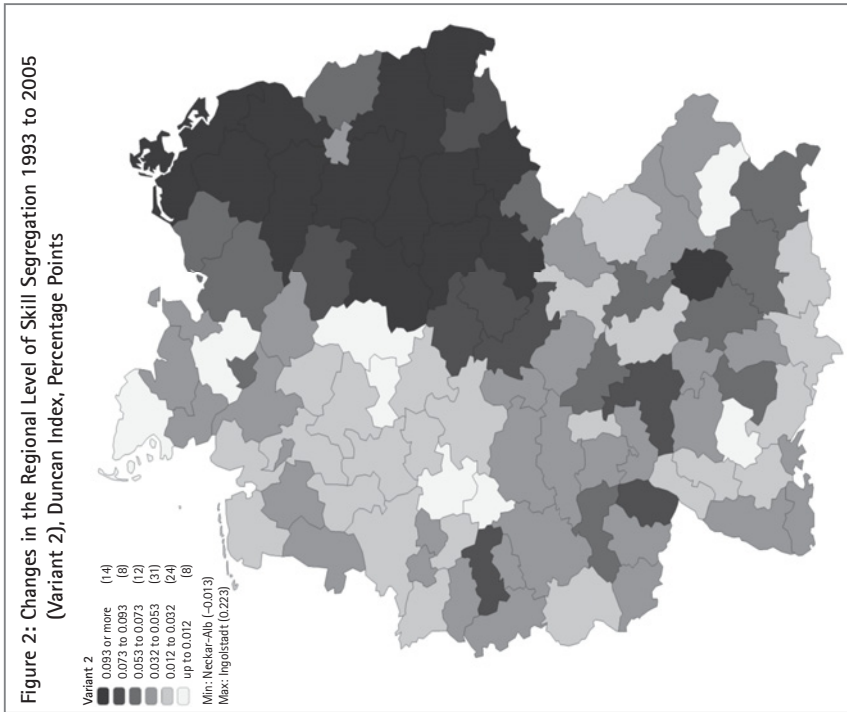 Figure 2: Changes in the Regional Level of Skill Segregation 1993 to 2005
(Variant 2), Duncan Index, Percentage Points
Variant 2
0.093 or more (14)
0.073 to 0.093 (8)
0.053 to 0.073 (12)
0.032 to 0.053 (31)
0.012 to 0.032 (24)
up to 0.012 (8)
Min: Neckar-Alb (-0.013)
Max: Ingolstadt (0.223)